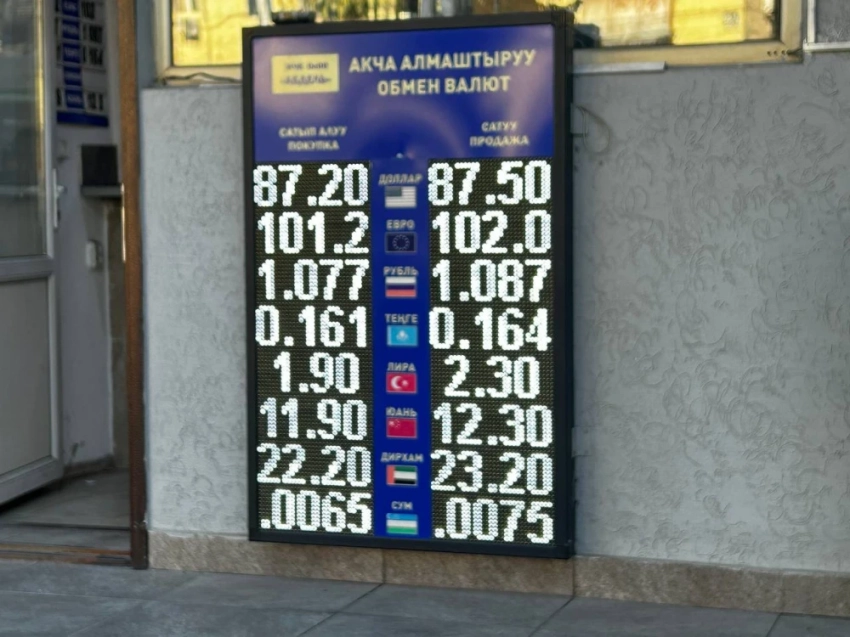 АКЧА АЛМАШТЫРУУ
ОБМЕН ВАЛЮТ
САТЫП АЛУУ
ПОКУПКА
САТУУ
ПРОДАЖА
87.20 ДОЛЛАР 87.50
101.2 ЕВРО 102.0
1.077 РУБЛЬ 1.087
0.161 ТЕҢГЕ 0.164
1.90 ЛИРА 2.30
11.90 ЮАНЬ 12.30
22.20 ДИРХАМ 23.20
.0065 СУМ .0075